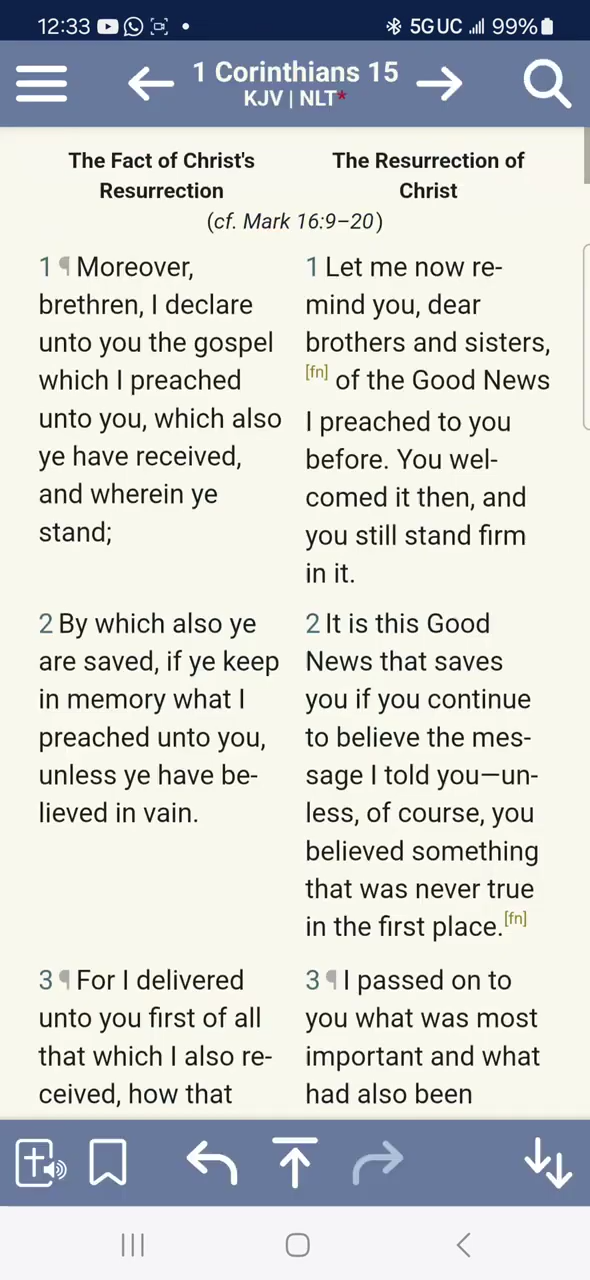 12:33
5G UC 99%
1 Corinthians 15
KJV | NLT*
The Fact of Christ's
Resurrection
The Resurrection of
Christ
(cf. Mark 16:9–20)
1 ¶ Moreover,
brethren, I declare
unto you the gospel
which I preached
unto you, which also
ye have received,
and wherein ye
stand;
1 Let me now re-
mind you, dear
brothers and sisters,
[fn] of the Good News
I preached to you
before. You wel-
comed it then, and
you still stand firm
in it.
2 By which also ye
are saved, if ye keep
in memory what I
preached unto you,
unless ye have be-
lieved in vain.
2 It is this Good
News that saves
you if you continue
to believe the mes-
sage I told you—un-
less, of course, you
believed something
that was never true
in the first place.[fn]
3 ¶ For I delivered
unto you first of all
that which I also re-
ceived, how that
3 ¶ I passed on to
you what was most
important and what
had also been